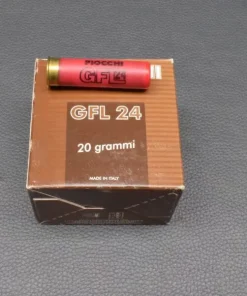 FIOCCHI
GFL
GFL 24
20 grammi
MADE IN ITALY